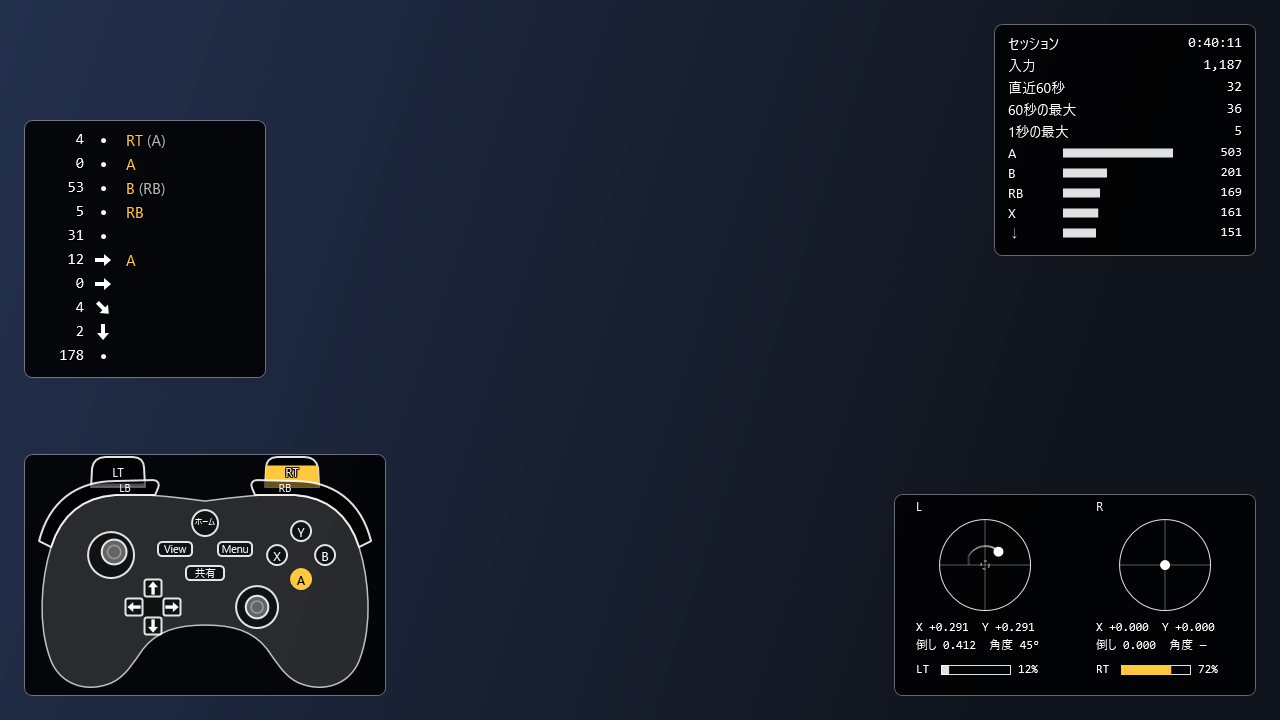 セッション 0:40:11
入力 1,187
直近60秒 32
60秒の最大 36
1秒の最大 5
A 503
B 201
RB 169
X 161
↓ 151
4 • RT (A)
0 • A
53 • B (RB)
5 • RB
31 •
12 → A
0 →
4 ↘
2 ↓
178 •
LT RT
LB RB
ホーム
Y
View Menu X B
共有 A
L R
X +0.291 Y +0.291 X +0.000 Y +0.000
倒し 0.412 角度 45° 倒し 0.000 角度 —
LT 12% RT 72%